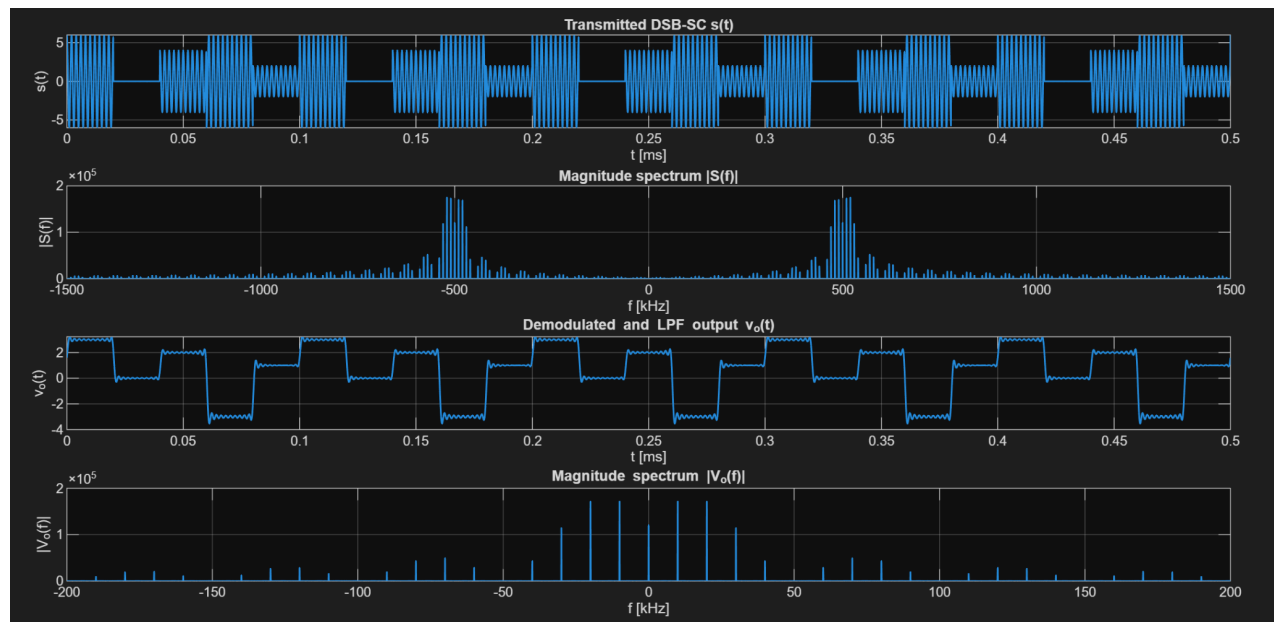 Transmitted DSB-SC s(t)
5
0
-5
s(t)
0 0.05 0.1 0.15 0.2 0.25 0.3 0.35 0.4 0.45 0.5
t [ms]
×10⁵
Magnitude spectrum |S(f)|
2
1
0
|S(f)|
-1500 -1000 -500 0 500 1000 1500
f [kHz]
Demodulated and LPF output vₒ(t)
2
0
-2
-4
vₒ(t)
0 0.05 0.1 0.15 0.2 0.25 0.3 0.35 0.4 0.45 0.5
t [ms]
×10⁵
Magnitude spectrum |Vₒ(f)|
2
1
0
|Vₒ(f)|
-200 -150 -100 -50 0 50 100 150 200
f [kHz]